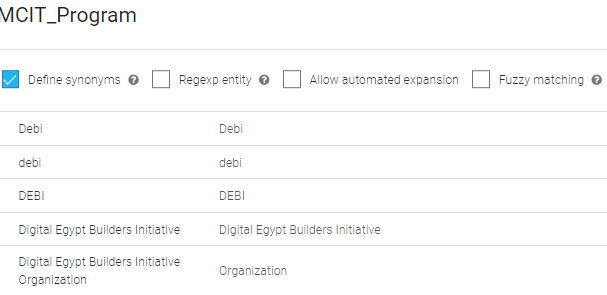 MCIT_Program
Define synonyms ? Regexp entity ? Allow automated expansion Fuzzy matching ?
Debi Debi
debi debi
DEBI DEBI
Digital Egypt Builders Initiative Digital Egypt Builders Initiative
Digital Egypt Builders Initiative
Organization Organization